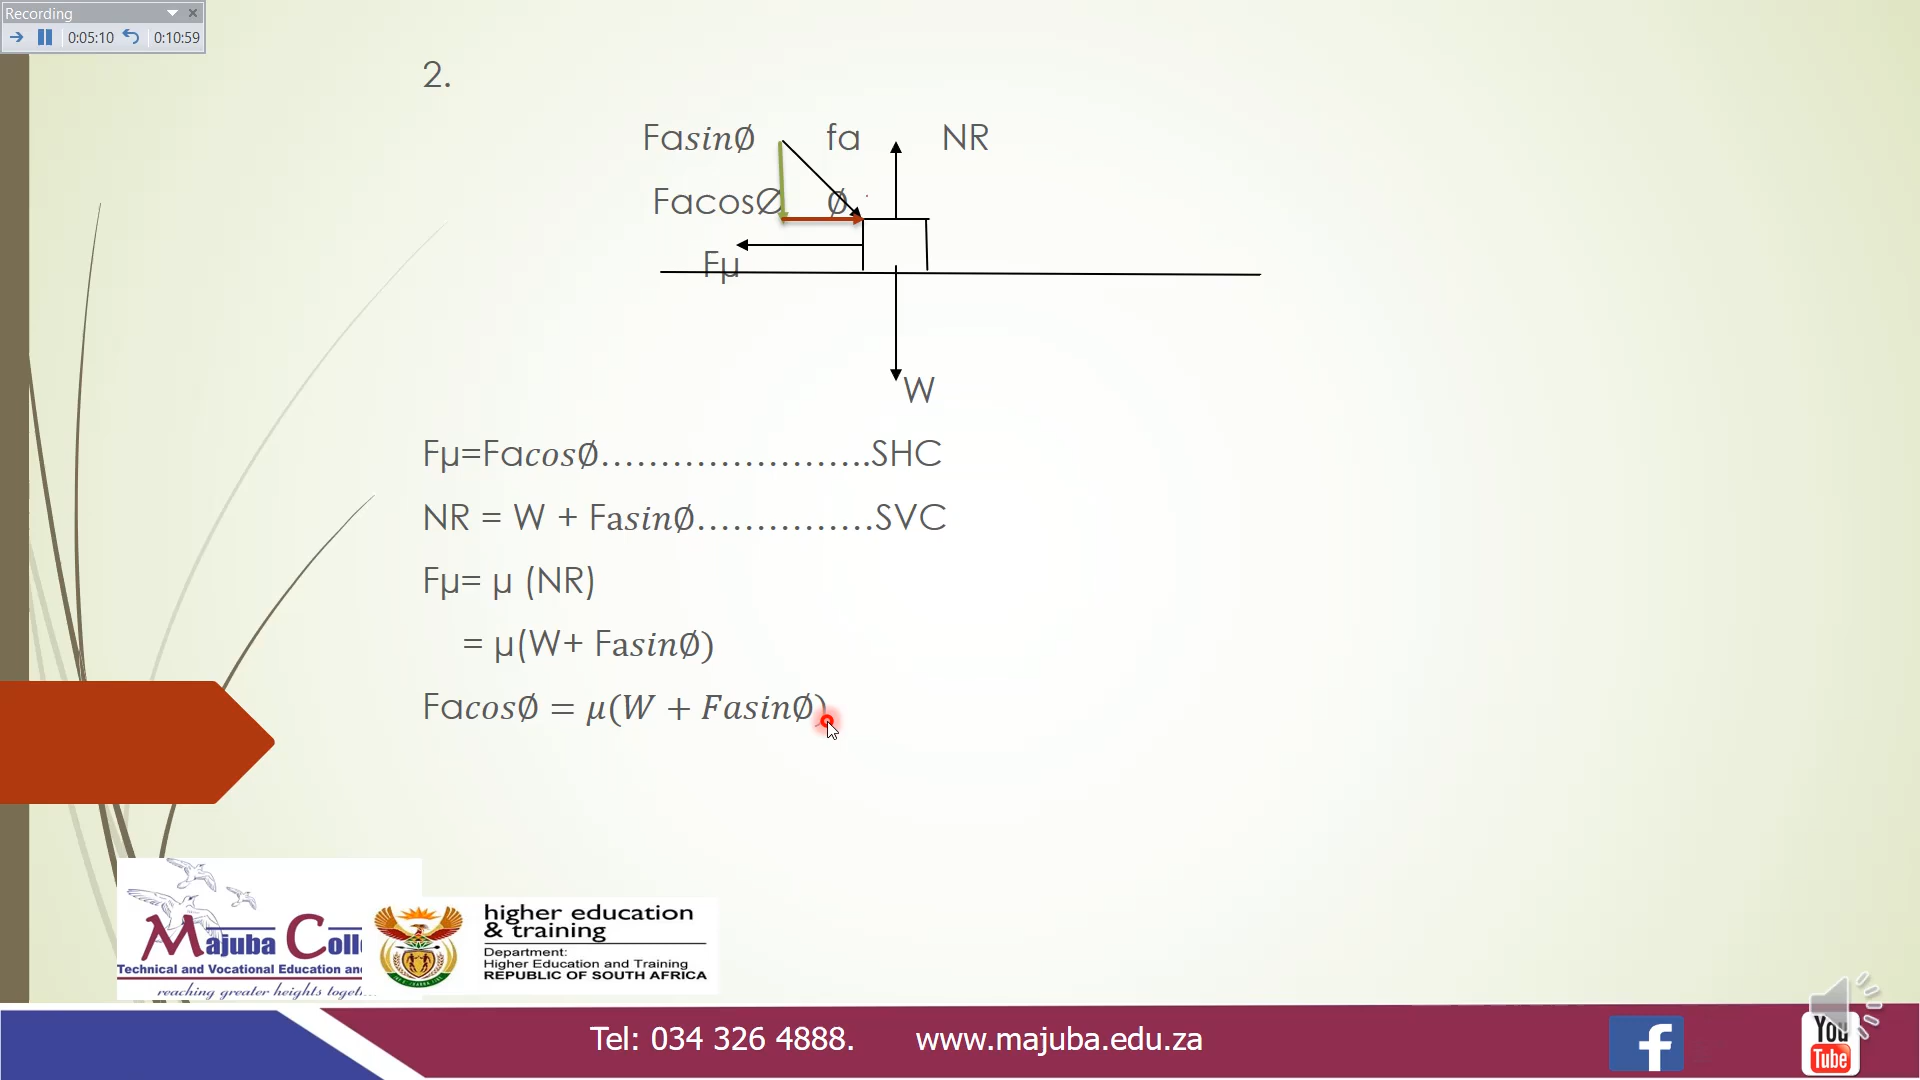 Recording
0:05:10 0:10:59
2.
Fa𝑠𝑖𝑛∅ fa NR
Facos∅ ∅
Fµ
W
Fµ=Fa𝑐𝑜𝑠∅……………………..SHC
NR = W + Fa𝑠𝑖𝑛∅……………….SVC
Fµ= µ (NR)
= µ(W+ Fa𝑠𝑖𝑛∅)
Fa𝑐𝑜𝑠∅ = 𝜇(𝑊 + 𝐹𝑎𝑠𝑖𝑛∅)
Majuba Colle
Technical and Vocational Education an
reaching greater heights toget
higher education
& training
Department:
Higher Education and Training
REPUBLIC OF SOUTH AFRICA
Tel: 034 326 4888. www.majuba.edu.za
f
You
Tube